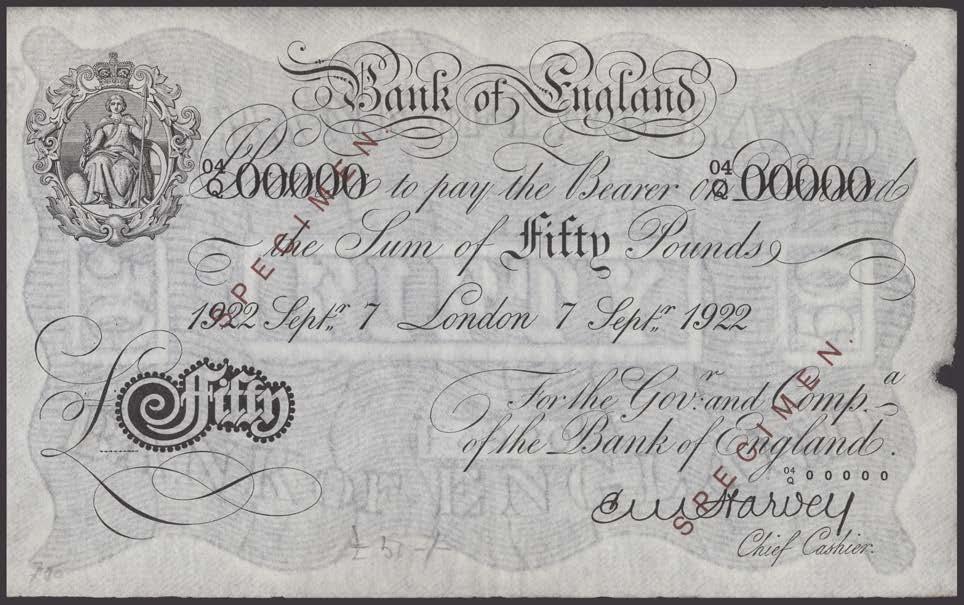 Bank of England
04
Q 00000 to pay the Bearer on 04
Q 00000
the Sum of Fifty Pounds
1922 Septr. 7 London 7 Septr. 1922
£ Fifty
For the Govr. and Compa.
of the Bank of England.
04
Q 00000
Harvey
Chief Cashier.
SPECIMEN.
SPECIMEN.